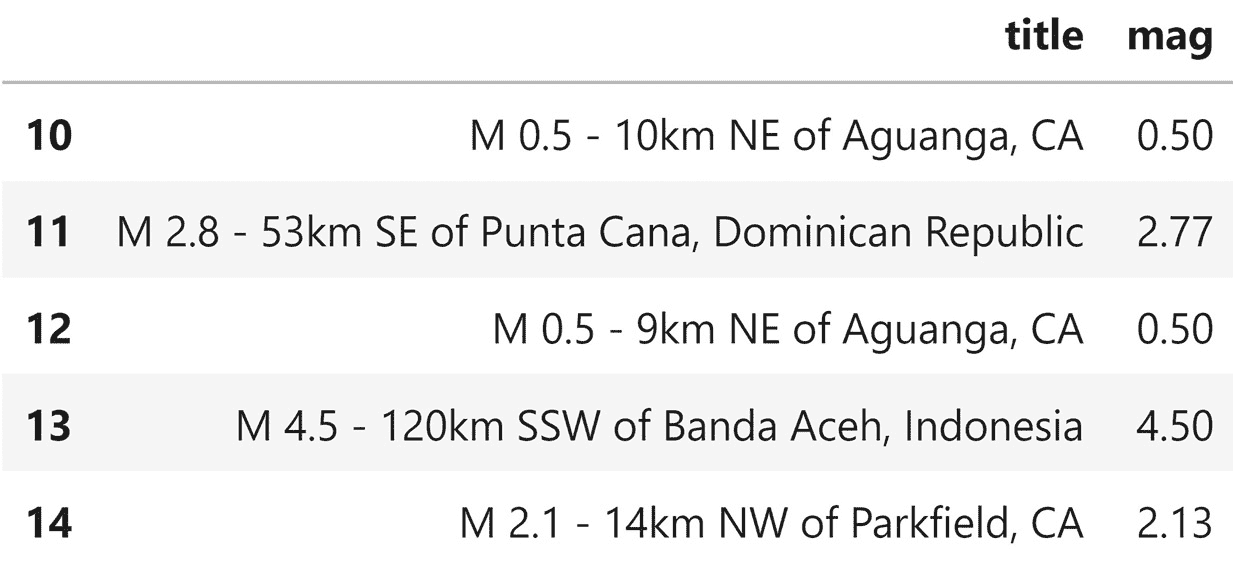 title mag
10 M 0.5 - 10km NE of Aguanga, CA 0.50
11 M 2.8 - 53km SE of Punta Cana, Dominican Republic 2.77
12 M 0.5 - 9km NE of Aguanga, CA 0.50
13 M 4.5 - 120km SSW of Banda Aceh, Indonesia 4.50
14 M 2.1 - 14km NW of Parkfield, CA 2.13